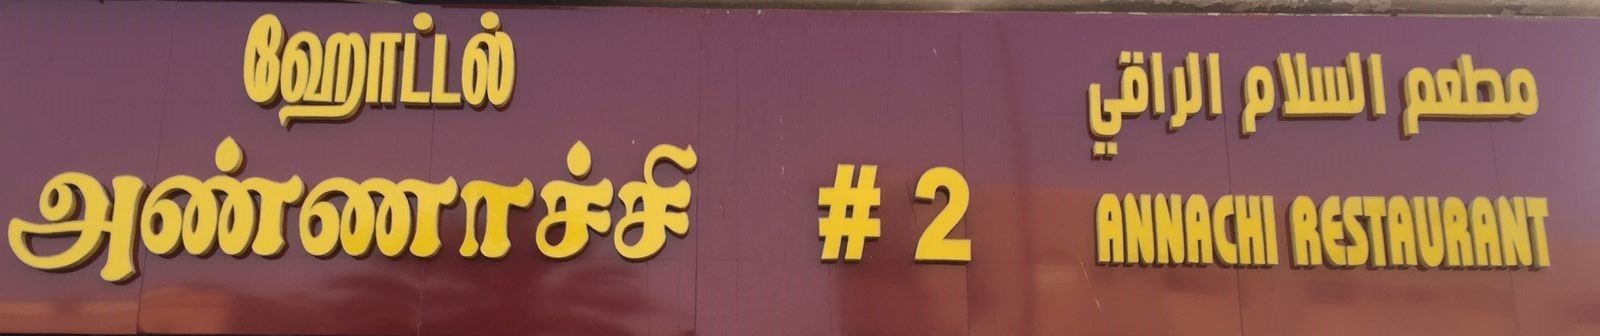 ஹோட்டல்
அண்ணாச்சி
# 2
مطعم السلام الراقي
ANNACHI RESTAURANT